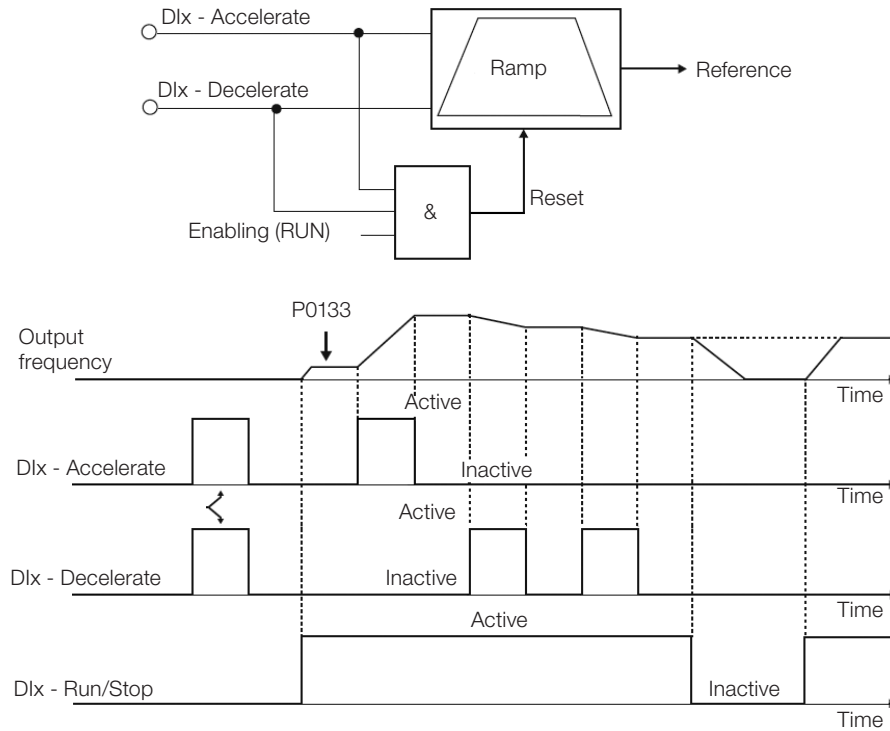 DIx - Accelerate
DIx - Decelerate
Ramp
Reference
Reset
&
Enabling (RUN)
P0133
Output
frequency
Time
Active
DIx - Accelerate
Inactive
Time
Active
DIx - Decelerate
Inactive
Time
Active
DIx - Run/Stop
Inactive
Time